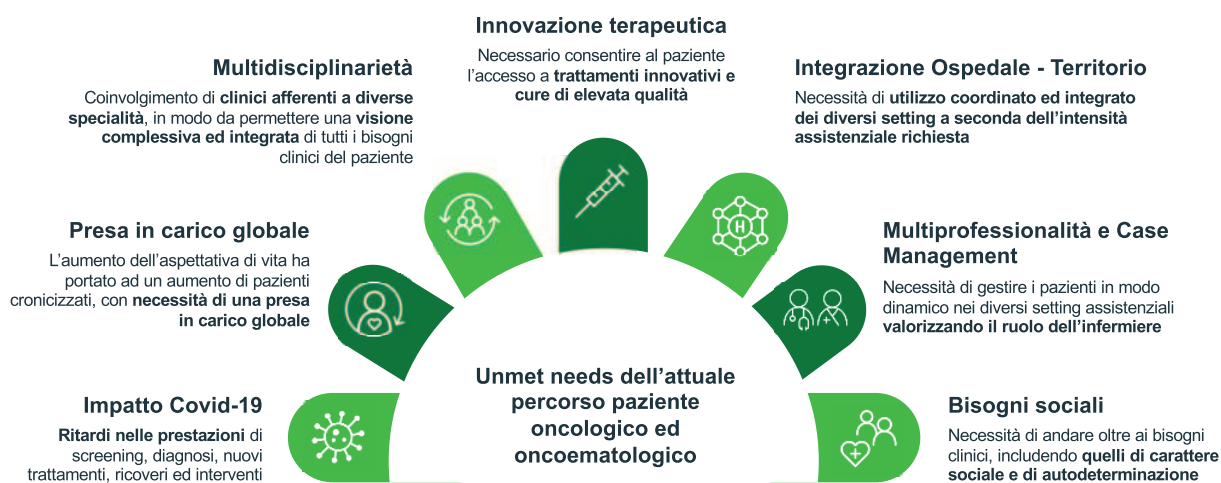 Innovazione terapeutica
Necessario consentire al paziente
l'accesso a trattamenti innovativi e
cure di elevata qualità
Multidisciplinarietà
Coinvolgimento di clinici afferenti a diverse
specialità, in modo da permettere una visione
complessiva ed integrata di tutti i bisogni
clinici del paziente
Integrazione Ospedale - Territorio
Necessità di utilizzo coordinato ed integrato
dei diversi setting a seconda dell'intensità
assistenziale richiesta
H
Presa in carico globale
L'aumento dell'aspettativa di vita ha
portato ad un aumento di pazienti
cronicizzati, con necessità di una presa
in carico globale
Multiprofessionalità e Case
Management
Necessità di gestire i pazienti in modo
dinamico nei diversi setting assistenziali
valorizzando il ruolo dell'infermiere
Unmet needs dell'attuale
percorso paziente
oncologico ed
oncoematologico
Impatto Covid-19
Ritardi nelle prestazioni di
screening, diagnosi, nuovi
trattamenti, ricoveri ed interventi
Bisogni sociali
Necessità di andare oltre ai bisogni
clinici, includendo quelli di carattere
sociale e di autodeterminazione